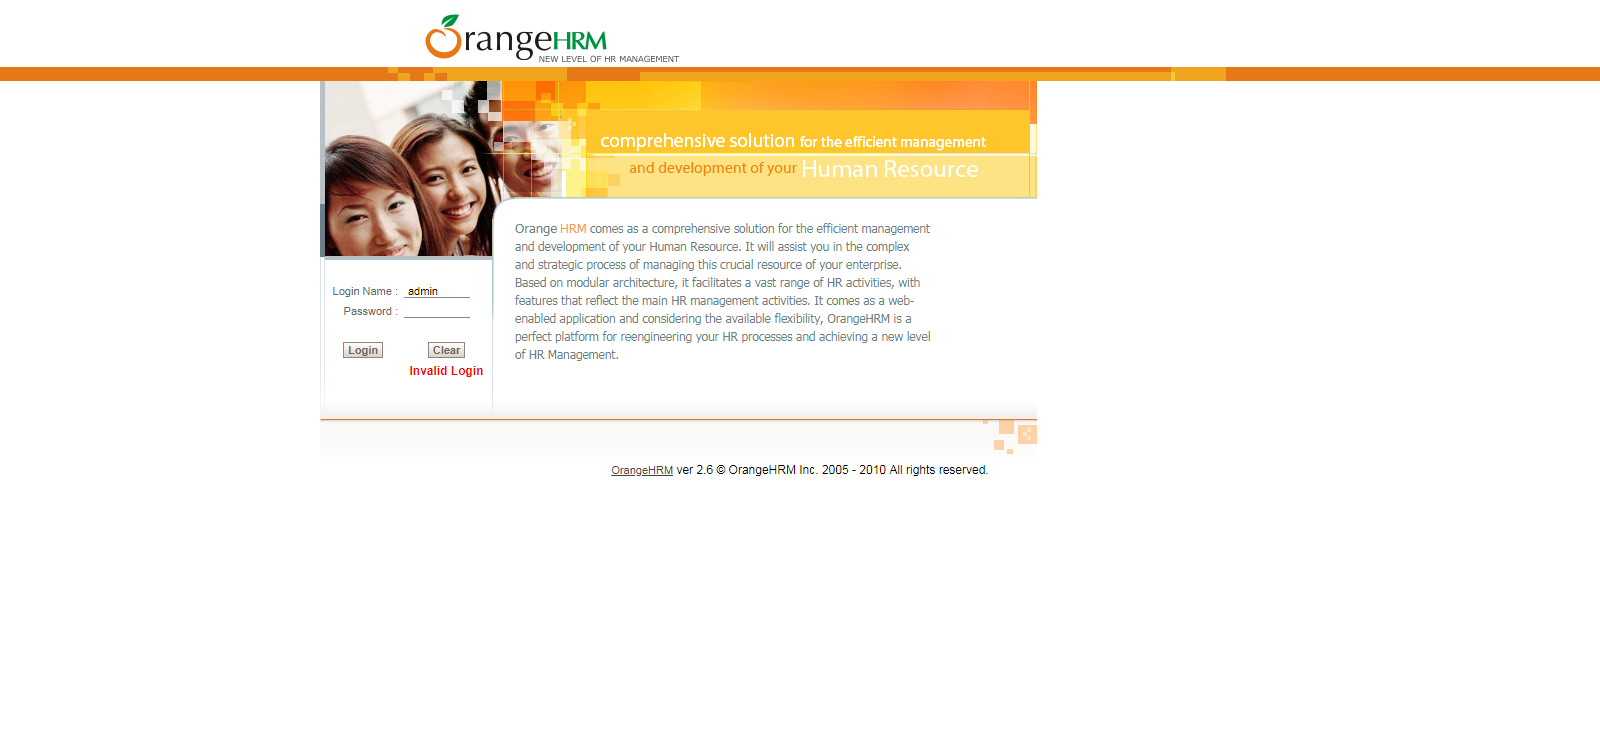 OrangeHRM
NEW LEVEL OF HR MANAGEMENT
comprehensive solution for the efficient management
and development of your Human Resource
Orange HRM comes as a comprehensive solution for the efficient management
and development of your Human Resource. It will assist you in the complex
and strategic process of managing this crucial resource of your enterprise.
Based on modular architecture, it facilitates a vast range of HR activities, with
features that reflect the main HR management activities. It comes as a web-
enabled application and considering the available flexibility, OrangeHRM is a
perfect platform for reengineering your HR processes and achieving a new level
of HR Management.
Login Name : admin
Password :
Login Clear
Invalid Login
OrangeHRM ver 2.6 © OrangeHRM Inc. 2005 - 2010 All rights reserved.